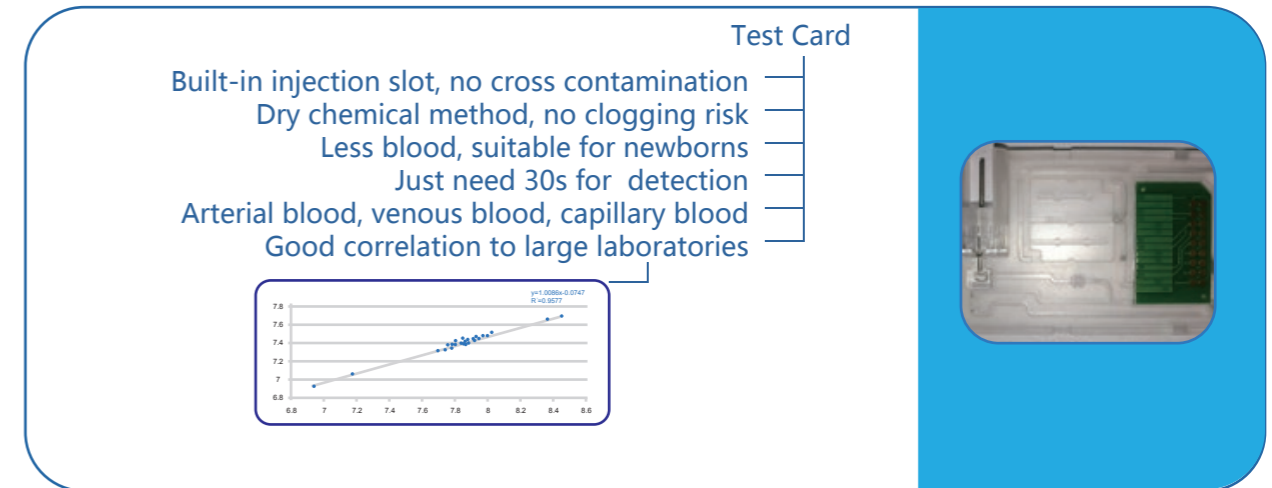 Test Card
Built-in injection slot, no cross contamination
Dry chemical method, no clogging risk
Less blood, suitable for newborns
Just need 30s for detection
Arterial blood, venous blood, capillary blood
Good correlation to large laboratories
y=1.0086x-0.0747
R =0.9577
7.8
7.6
7.4
7.2
7
6.8
6.8 7 7.2 7.4 7.6 7.8 8 8.2 8.4 8.6